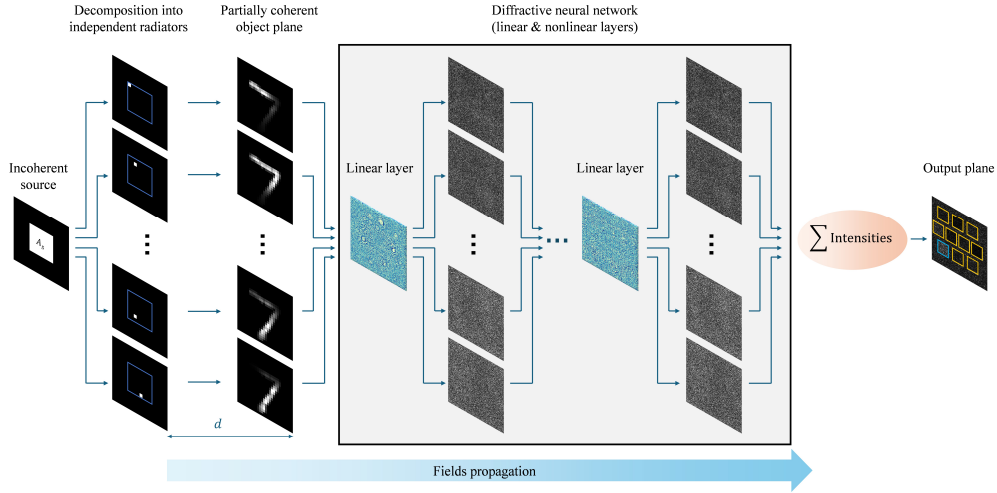 Decomposition into
independent radiators
Partially coherent
object plane
Diffractive neural network
(linear & nonlinear layers)
Incoherent
source
Linear layer
Linear layer
Output plane
Aₛ
∑ Intensities
d
Fields propagation